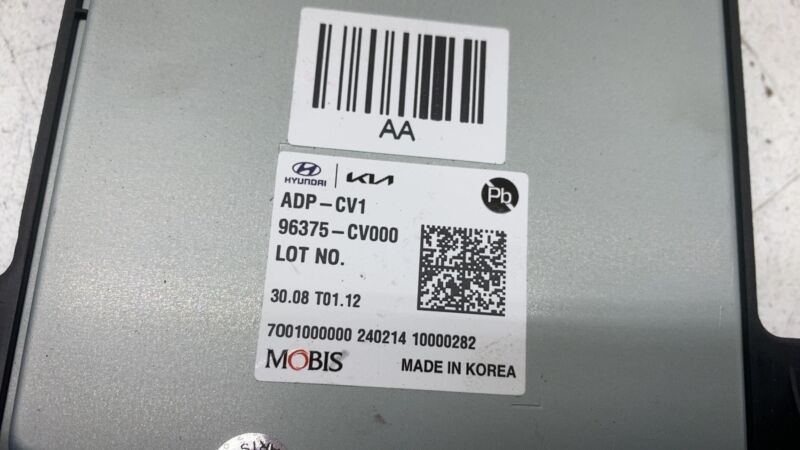 AA
HYUNDAI KIA
Pb
ADP-CV1
96375-CV000
LOT NO.
30.08 T01.12
7001000000 240214 10000282
MOBIS MADE IN KOREA